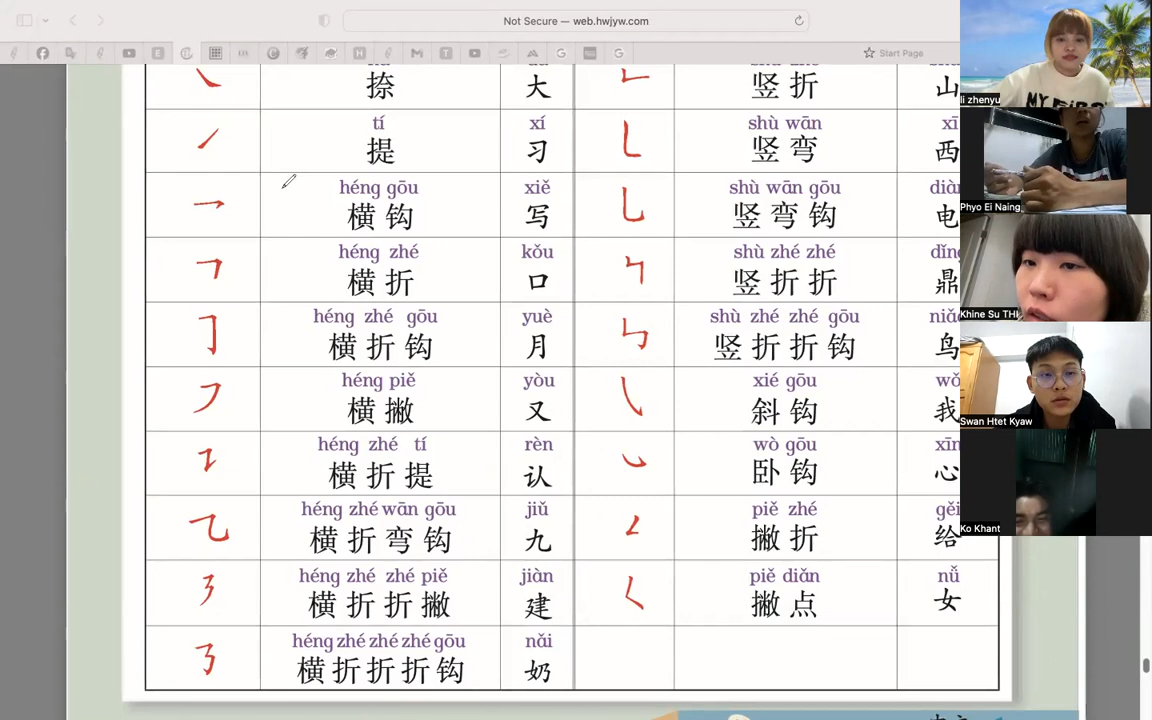 Not Secure — web.hwjyw.com
Start Page
捺 大 竖折 山
tí xí shù wān xī
提 习 竖弯 西
héng gōu xiě shù wān gōu
横钩 写 竖弯钩 电
héng zhé kǒu shù zhé zhé
横折 口 竖折折 鼎
héng zhé gōu yuè shù zhé zhé gōu
横折钩 月 竖折折钩 鸟
héng piě yòu xié gōu
横撇 又 斜钩 我
héng zhé tí rèn wò gōu
横折提 认 卧钩 心
héng zhé wān gōu jiǔ piě zhé gěi
横折弯钩 九 撇折 给
héng zhé zhé piě jiàn piě diǎn nǚ
横折折撇 建 撇点 女
héng zhé zhé zhé gōu nǎi
横折折折钩 奶
li zhenyu
Phyo Ei Naing
Khine Su
Swan Htet Kyaw
Ko Khant